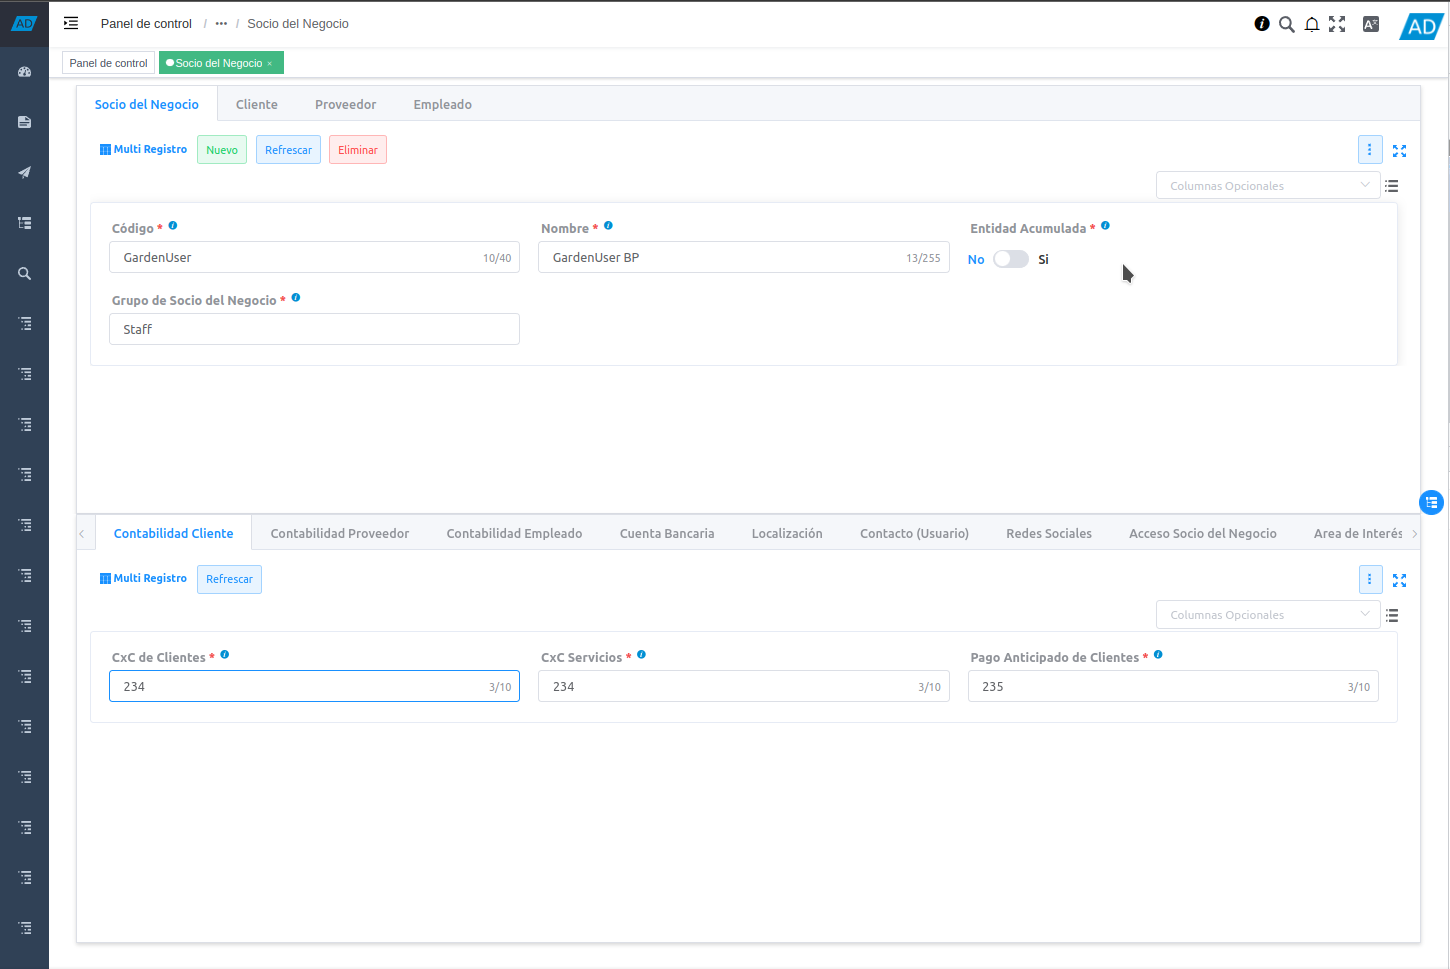 AD
Panel de control / ••• / Socio del Negocio
AD
Panel de control
Socio del Negocio ×
Socio del Negocio
Cliente
Proveedor
Empleado
Multi Registro
Nuevo
Refrescar
Eliminar
Columnas Opcionales
Código *
Nombre *
Entidad Acumulada *
GardenUser 10/40
GardenUser BP 13/255
No Si
Grupo de Socio del Negocio *
Staff
Contabilidad Cliente
Contabilidad Proveedor
Contabilidad Empleado
Cuenta Bancaria
Localización
Contacto (Usuario)
Redes Sociales
Acceso Socio del Negocio
Area de Interés
Multi Registro
Refrescar
Columnas Opcionales
CxC de Clientes *
CxC Servicios *
Pago Anticipado de Clientes *
234 3/10
234 3/10
235 3/10